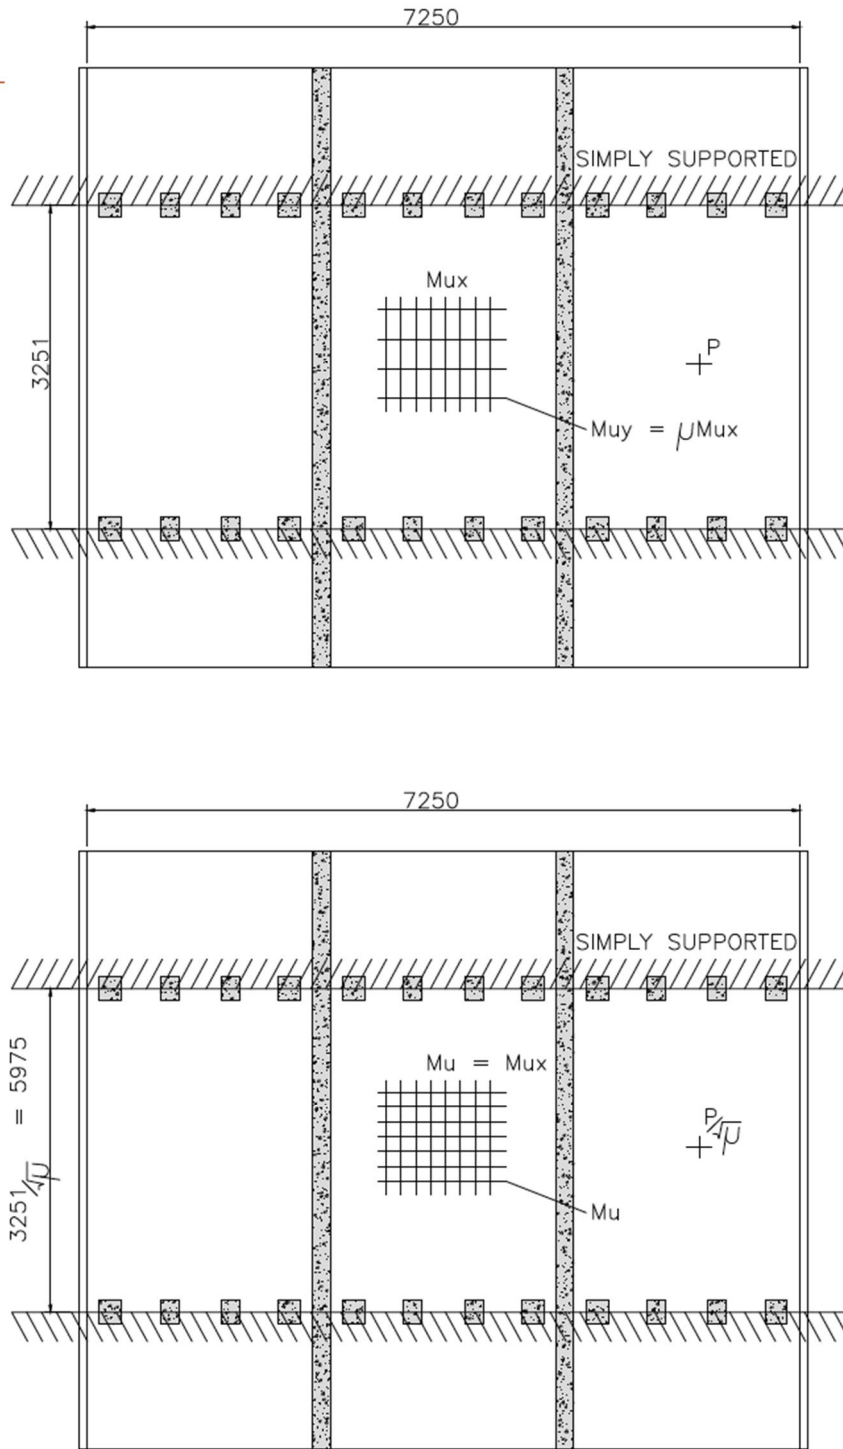 7250
SIMPLY SUPPORTED
Mux
3251
P
Muy = μMux
7250
SIMPLY SUPPORTED
Mu = Mux
3251/√μ = 5975
P/√μ
Mu